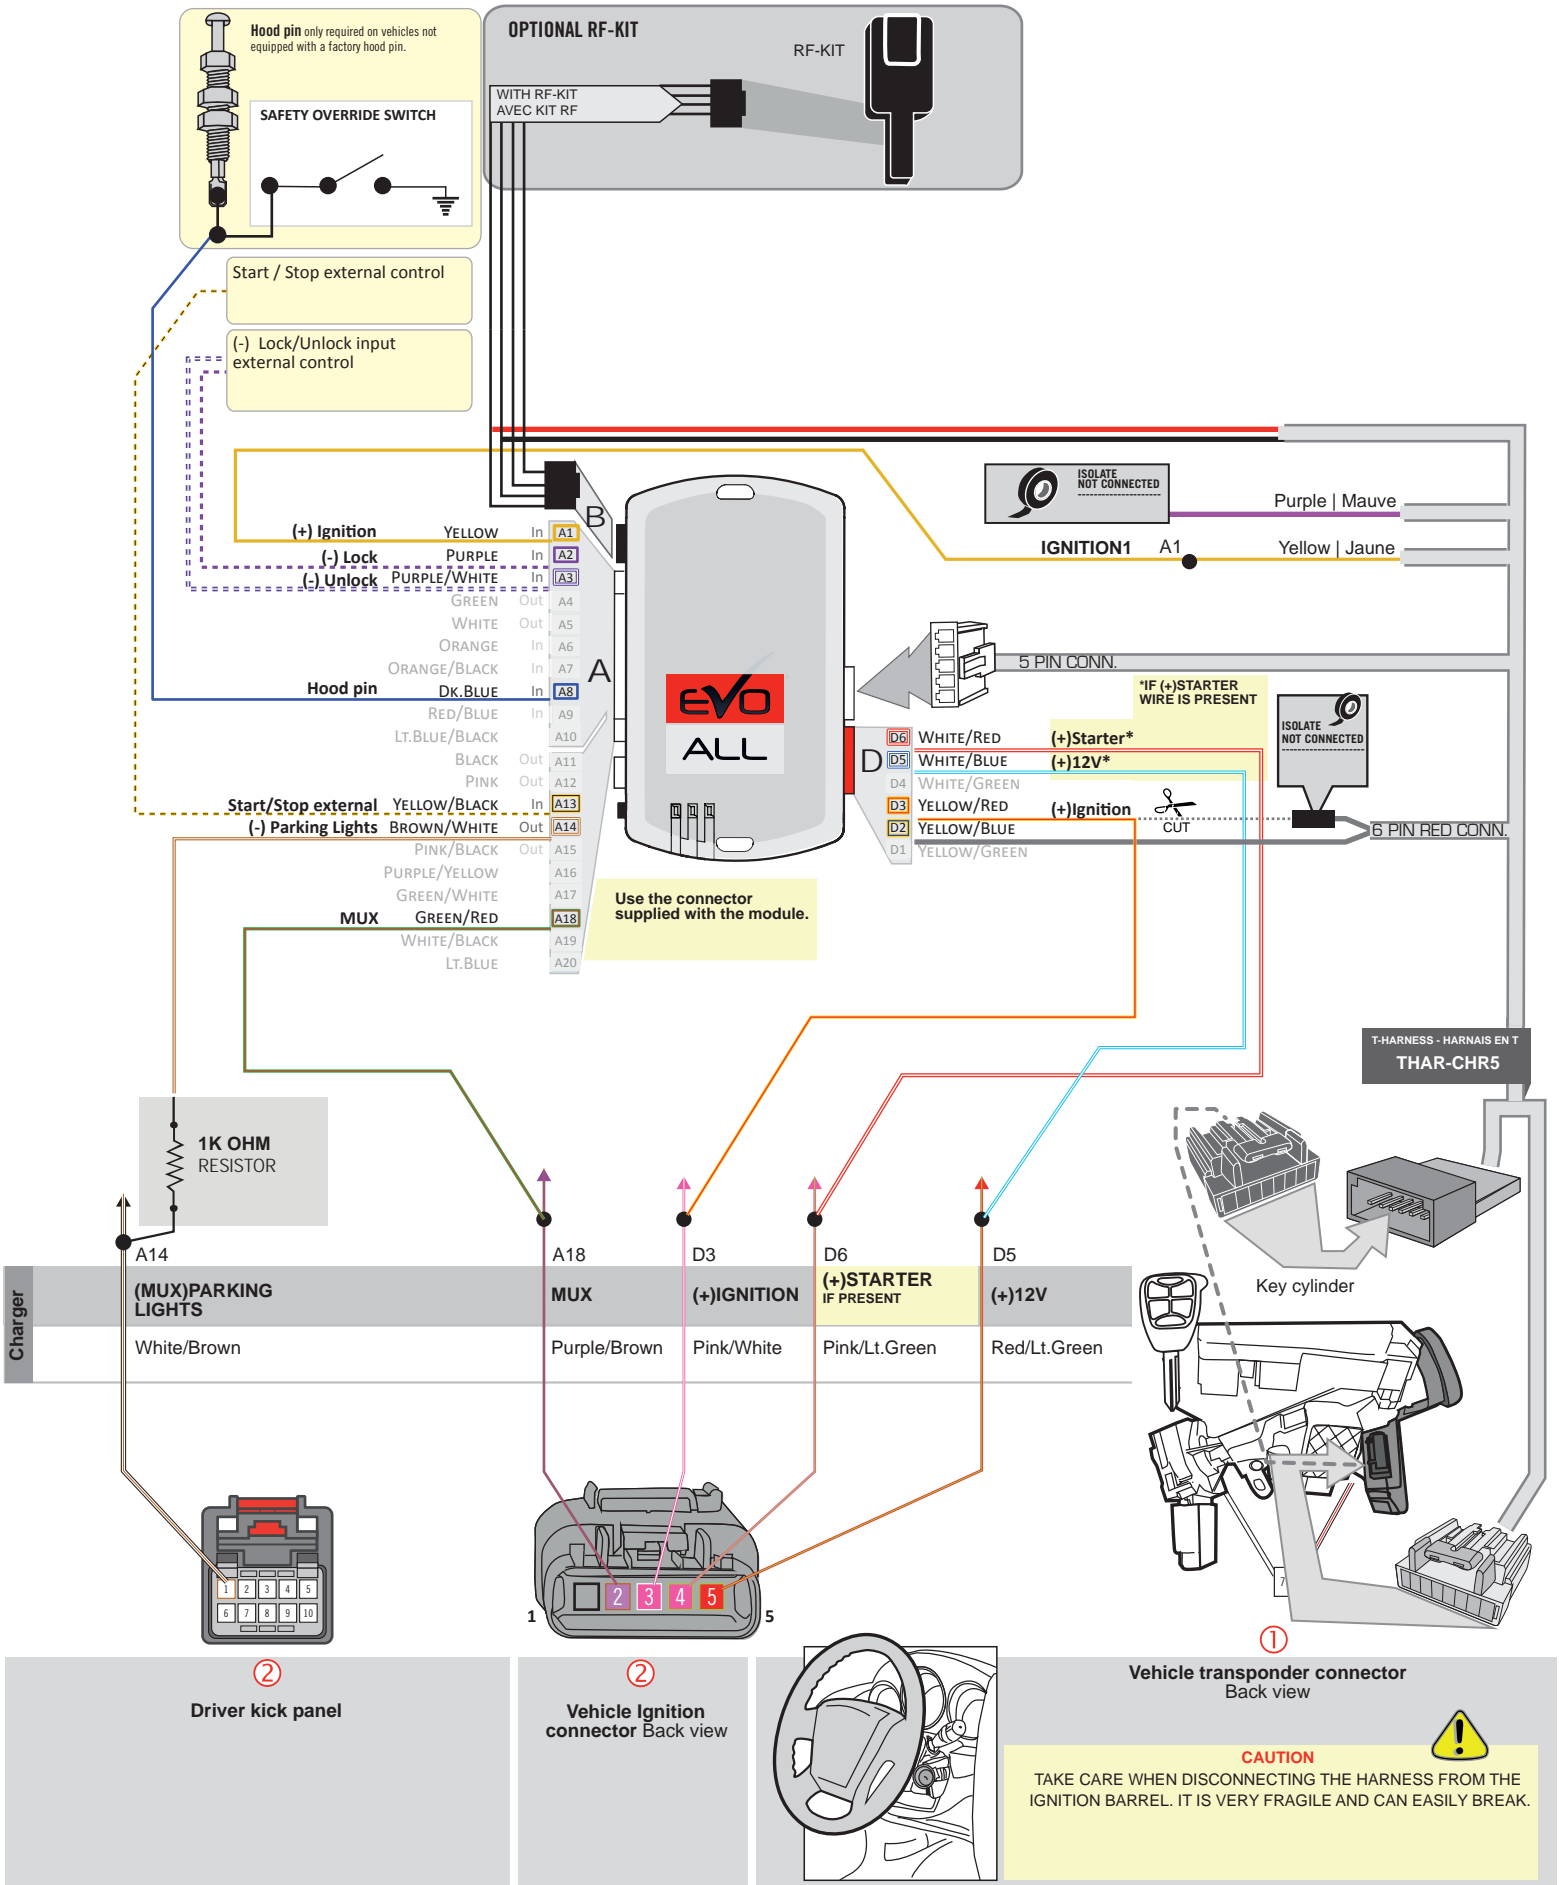 Hood pin only required on vehicles not
equipped with a factory hood pin.
SAFETY OVERRIDE SWITCH
OPTIONAL RF-KIT
RF-KIT
WITH RF-KIT
AVEC KIT RF
Start / Stop external control
(-) Lock/Unlock input
external control
ISOLATE
NOT CONNECTED
Purple | Mauve
IGNITION1 A1 Yellow | Jaune
B
A
(+) Ignition YELLOW In A1
(-) Lock PURPLE In A2
(-) Unlock PURPLE/WHITE In A3
GREEN Out A4
WHITE Out A5
ORANGE In A6
ORANGE/BLACK In A7
Hood pin DK.BLUE In A8
RED/BLUE In A9
LT.BLUE/BLACK A10
BLACK Out A11
PINK Out A12
Start/Stop external YELLOW/BLACK In A13
(-) Parking Lights BROWN/WHITE Out A14
PINK/BLACK Out A15
PURPLE/YELLOW A16
GREEN/WHITE A17
MUX GREEN/RED A18
WHITE/BLACK A19
LT.BLUE A20
EVO
ALL
5 PIN CONN.
*IF (+)STARTER
WIRE IS PRESENT
ISOLATE
NOT CONNECTED
D
D6 WHITE/RED (+)Starter*
D5 WHITE/BLUE (+)12V*
D4 WHITE/GREEN
D3 YELLOW/RED (+)Ignition
CUT
D2 YELLOW/BLUE
D1 YELLOW/GREEN
6 PIN RED CONN.
Use the connector
supplied with the module.
T-HARNESS - HARNAIS EN T
THAR-CHR5
1K OHM
RESISTOR
A14 A18 D3 D6 D5
Charger
(MUX)PARKING
LIGHTS
MUX
(+)IGNITION
(+)STARTER
IF PRESENT
(+)12V
White/Brown Purple/Brown Pink/White Pink/Lt.Green Red/Lt.Green
Key cylinder
1 2 3 4 5
6 7 8 9 10
2 3 4 5
1 5
7
②
Driver kick panel
②
Vehicle Ignition
connector Back view
①
Vehicle transponder connector
Back view
CAUTION
TAKE CARE WHEN DISCONNECTING THE HARNESS FROM THE
IGNITION BARREL. IT IS VERY FRAGILE AND CAN EASILY BREAK.